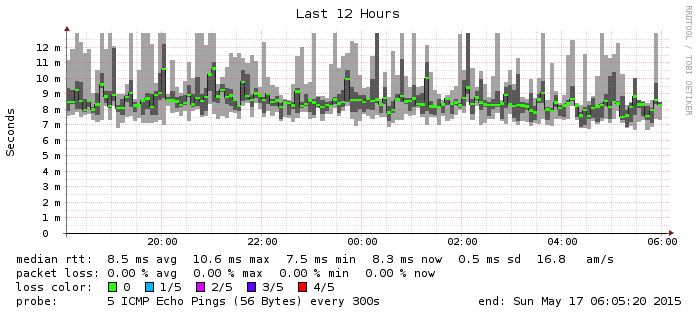 Last 12 Hours
RRDTOOL / TOBI OETIKER
Seconds
12 m
11 m
10 m
9 m
8 m
7 m
6 m
5 m
4 m
3 m
2 m
1 m
0
20:00 22:00 00:00 02:00 04:00 06:00
median rtt: 8.5 ms avg 10.6 ms max 7.5 ms min 8.3 ms now 0.5 ms sd 16.8 am/s
packet loss: 0.00 % avg 0.00 % max 0.00 % min 0.00 % now
loss color: 0 1/5 2/5 3/5 4/5
probe: 5 ICMP Echo Pings (56 Bytes) every 300s end: Sun May 17 06:05:20 2015